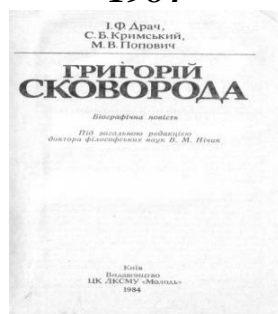 1984
І.Ф. Драч,
С.Б. Кримський,
М.В. Попович
ГРИГОРІЙ
СКОВОРОДА
Біографічна повість
Під загальною редакцією
доктора філософських наук В. М. Нічик
Київ
Видавництво
ЦК ЛКСМУ «Молодь»
1984